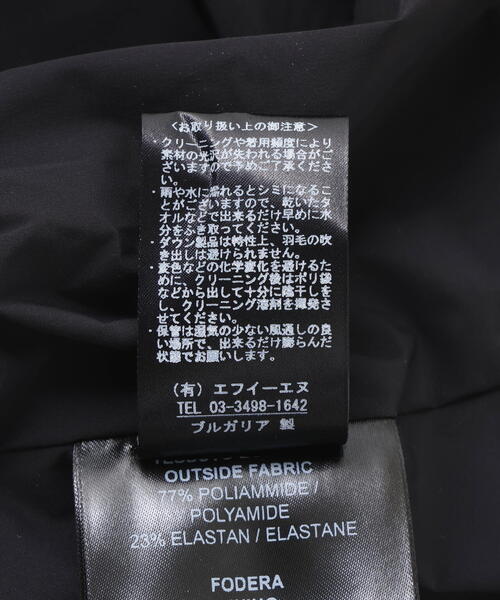 ＜お取り扱い上の御注意＞
・クリーニングや着用頻度により
素材の光沢が失われる場合がご
ざいますので予めご了承くださ
い。
・雨や水に濡れるとシミになるこ
とがございますので、乾いたタ
オルなどで出来るだけ早めに水
分をふき取ってください。
・ダウン製品は特性上、羽毛の吹
き出しは避けられません。
・変色などの化学変化を避けるた
めに、クリーニング後はポリ袋
などから出して十分に陰干しを
し、クリーニング溶剤を揮発さ
せてください。
・保管は湿気の少ない風通しの良
い場所で、出来るだけ膨らんだ
状態でお願いします。
(有) エフイーエヌ
TEL 03-3498-1642
ブルガリア 製
OUTSIDE FABRIC
77% POLIAMMIDE /
POLYAMIDE
23% ELASTAN / ELASTANE
FODERA